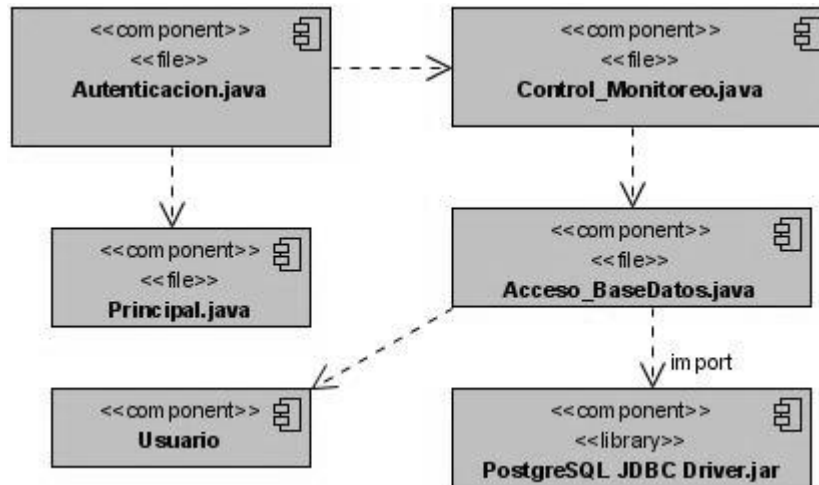 <<component>>
<<file>>
Autenticacion.java
<<component>>
<<file>>
Control_Monitoreo.java
<<component>>
<<file>>
Principal.java
<<component>>
<<file>>
Acceso_BaseDatos.java
import
<<component>>
Usuario
<<component>>
<<library>>
PostgreSQL JDBC Driver.jar